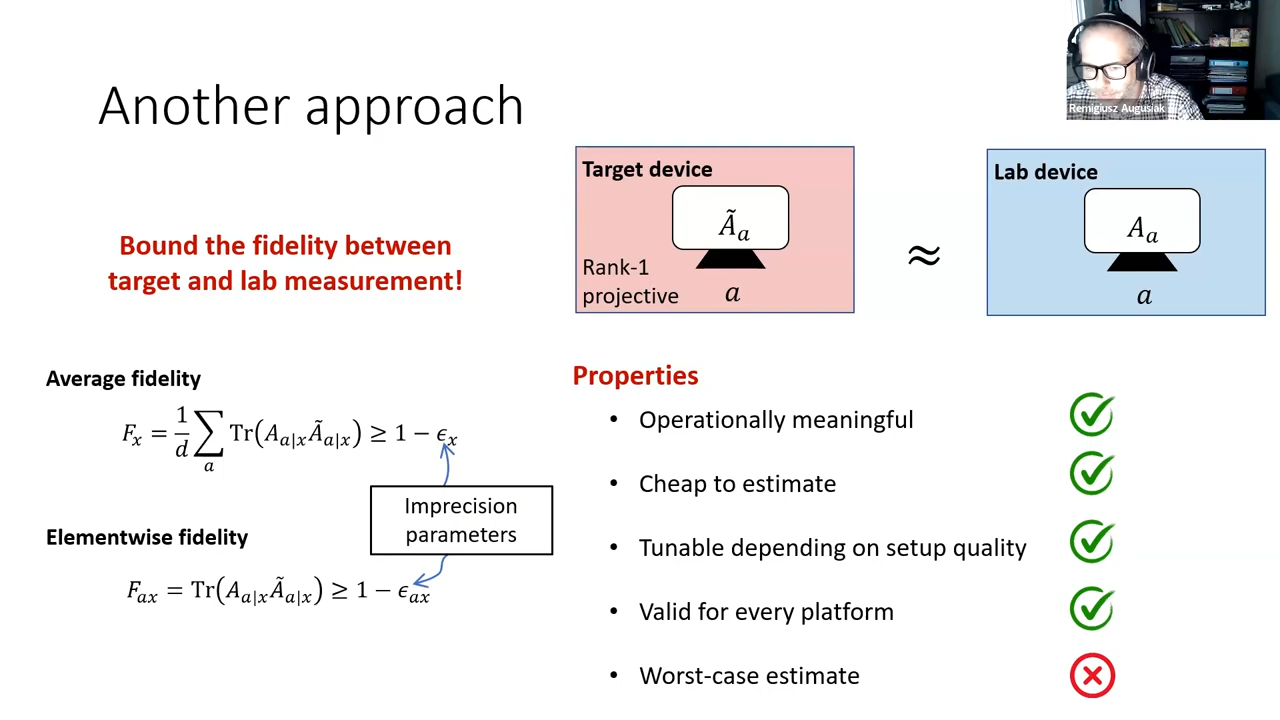 Another approach
Remigiusz Augusiak
Bound the fidelity between
target and lab measurement!
Target device
Ã_a
Rank-1
projective
a
≈
Lab device
A_a
a
Average fidelity
F_x = 1/d ∑_a Tr(A_{a|x} Ã_{a|x}) ≥ 1 − ϵ_x
Imprecision
parameters
Elementwise fidelity
F_{ax} = Tr(A_{a|x} Ã_{a|x}) ≥ 1 − ϵ_{ax}
Properties
• Operationally meaningful
• Cheap to estimate
• Tunable depending on setup quality
• Valid for every platform
• Worst-case estimate